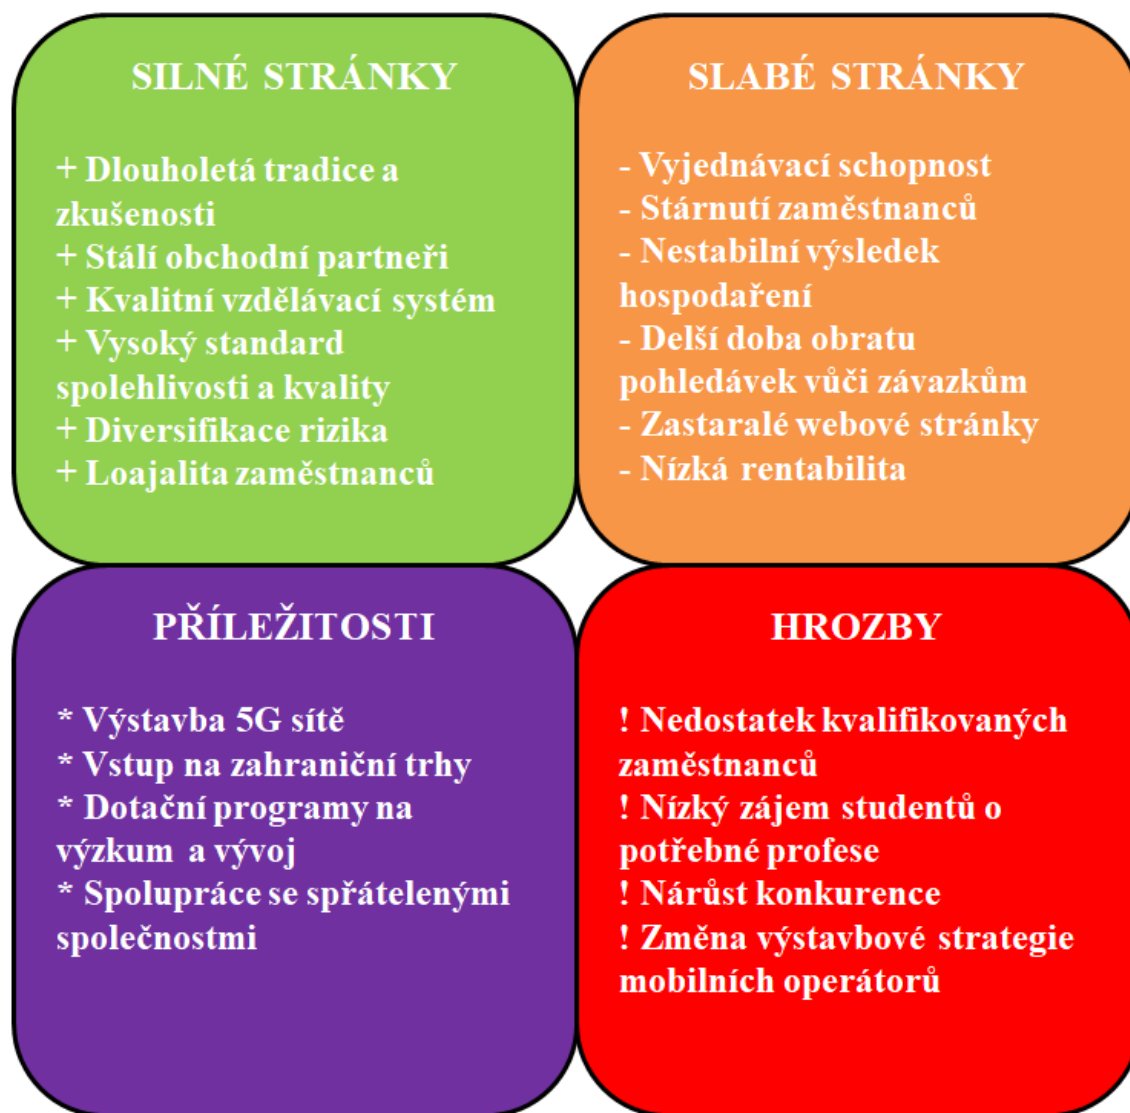 SILNÉ STRÁNKY
+ Dlouholetá tradice a
zkušenosti
+ Stálí obchodní partneři
+ Kvalitní vzdělávací systém
+ Vysoký standard
spolehlivosti a kvality
+ Diversifikace rizika
+ Loajalita zaměstnanců
SLABÉ STRÁNKY
- Vyjednávací schopnost
- Stárnutí zaměstnanců
- Nestabilní výsledek
hospodaření
- Delší doba obratu
pohledávek vůči závazkům
- Zastaralé webové stránky
- Nízká rentabilita
PŘÍLEŽITOSTI
* Výstavba 5G sítě
* Vstup na zahraniční trhy
* Dotační programy na
výzkum a vývoj
* Spolupráce se spřátelenými
společnostmi
HROZBY
! Nedostatek kvalifikovaných
zaměstnanců
! Nízký zájem studentů o
potřebné profese
! Nárůst konkurence
! Změna výstavbové strategie
mobilních operátorů